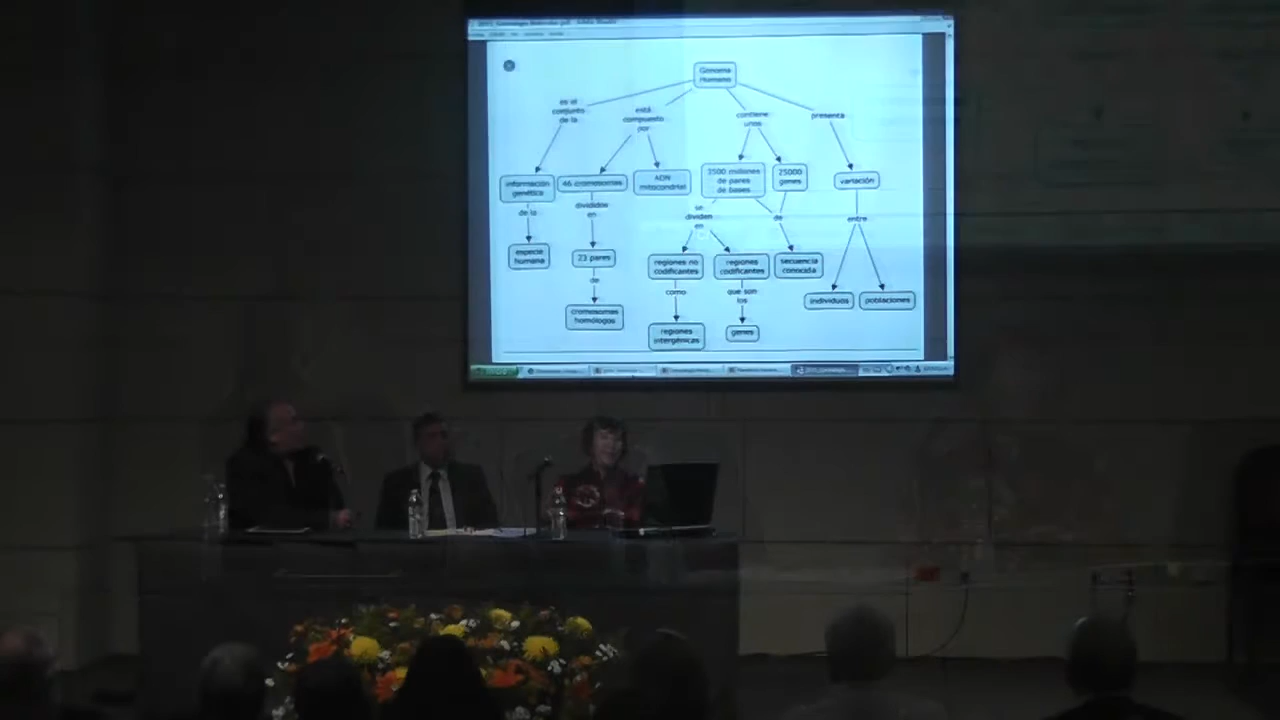 Genoma
Humano
es el
conjunto
de la
está
compuesto
por
contiene
unos
presenta
información
genética
46 cromosomas
ADN
mitocondrial
3500 millones
de pares
de bases
25000
genes
variación
de la
divididos
en
se
dividen
en
de
entre
especie
humana
23 pares
regiones no
codificantes
regiones
codificantes
secuencia
conocida
de
como
que son
los
individuos
poblaciones
cromosomas
homólogos
regiones
intergénicas
genes